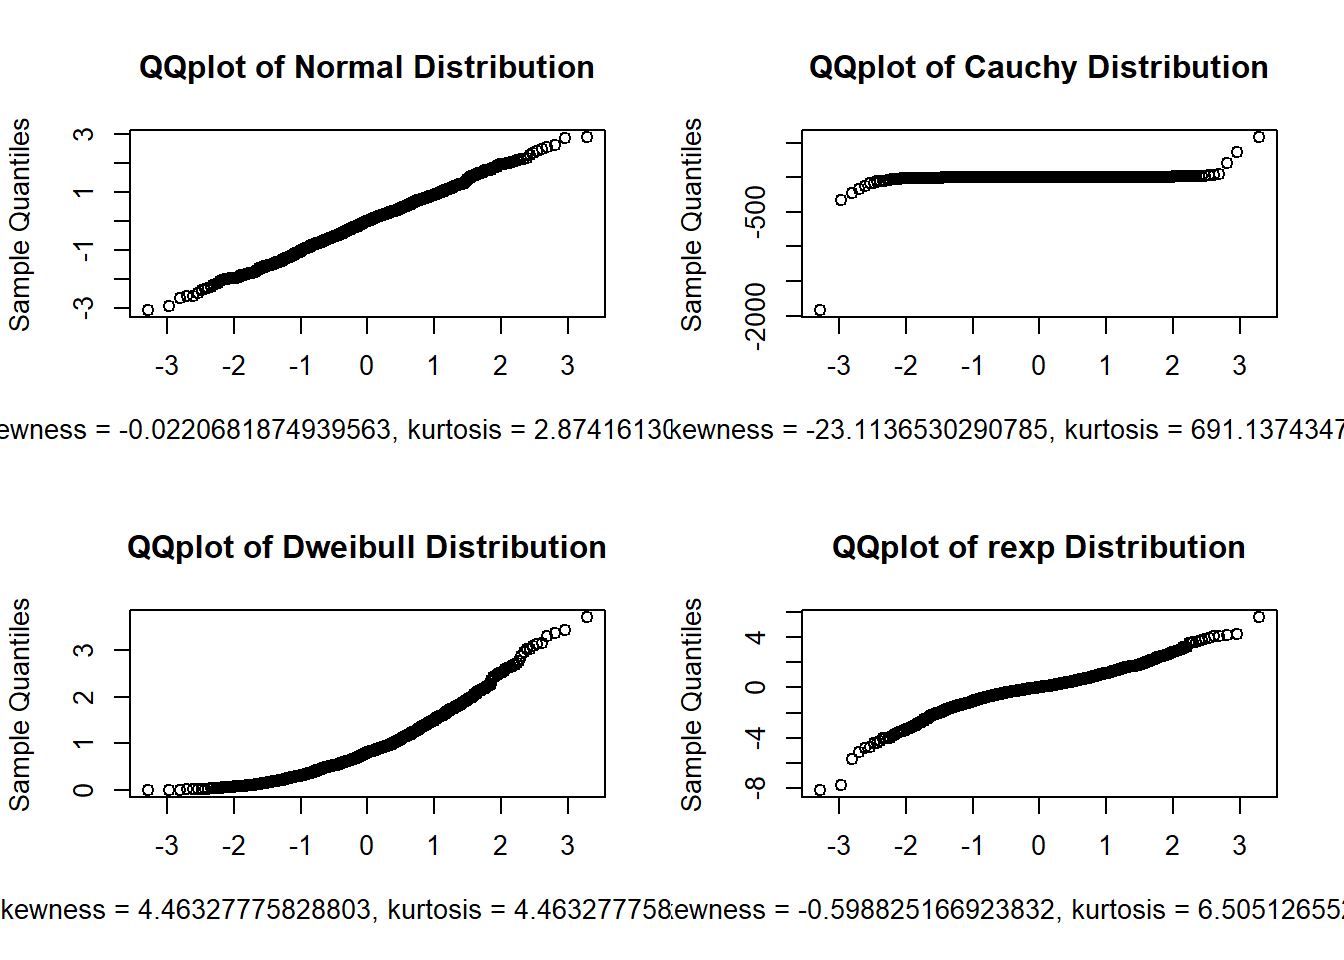 QQplot of Normal Distribution
Sample Quantiles
3
1
-1
-3
-3 -2 -1 0 1 2 3
ewness = -0.0220681874939563, kurtosis = 2.8741613
QQplot of Cauchy Distribution
Sample Quantiles
-500
-2000
-3 -2 -1 0 1 2 3
kewness = -23.1136530290785, kurtosis = 691.1374347
QQplot of Dweibull Distribution
Sample Quantiles
3
2
1
0
-3 -2 -1 0 1 2 3
kewness = 4.46327775828803, kurtosis = 4.463277758
QQplot of rexp Distribution
Sample Quantiles
4
0
-4
-8
-3 -2 -1 0 1 2 3
ewness = -0.598825166923832, kurtosis = 6.505126552